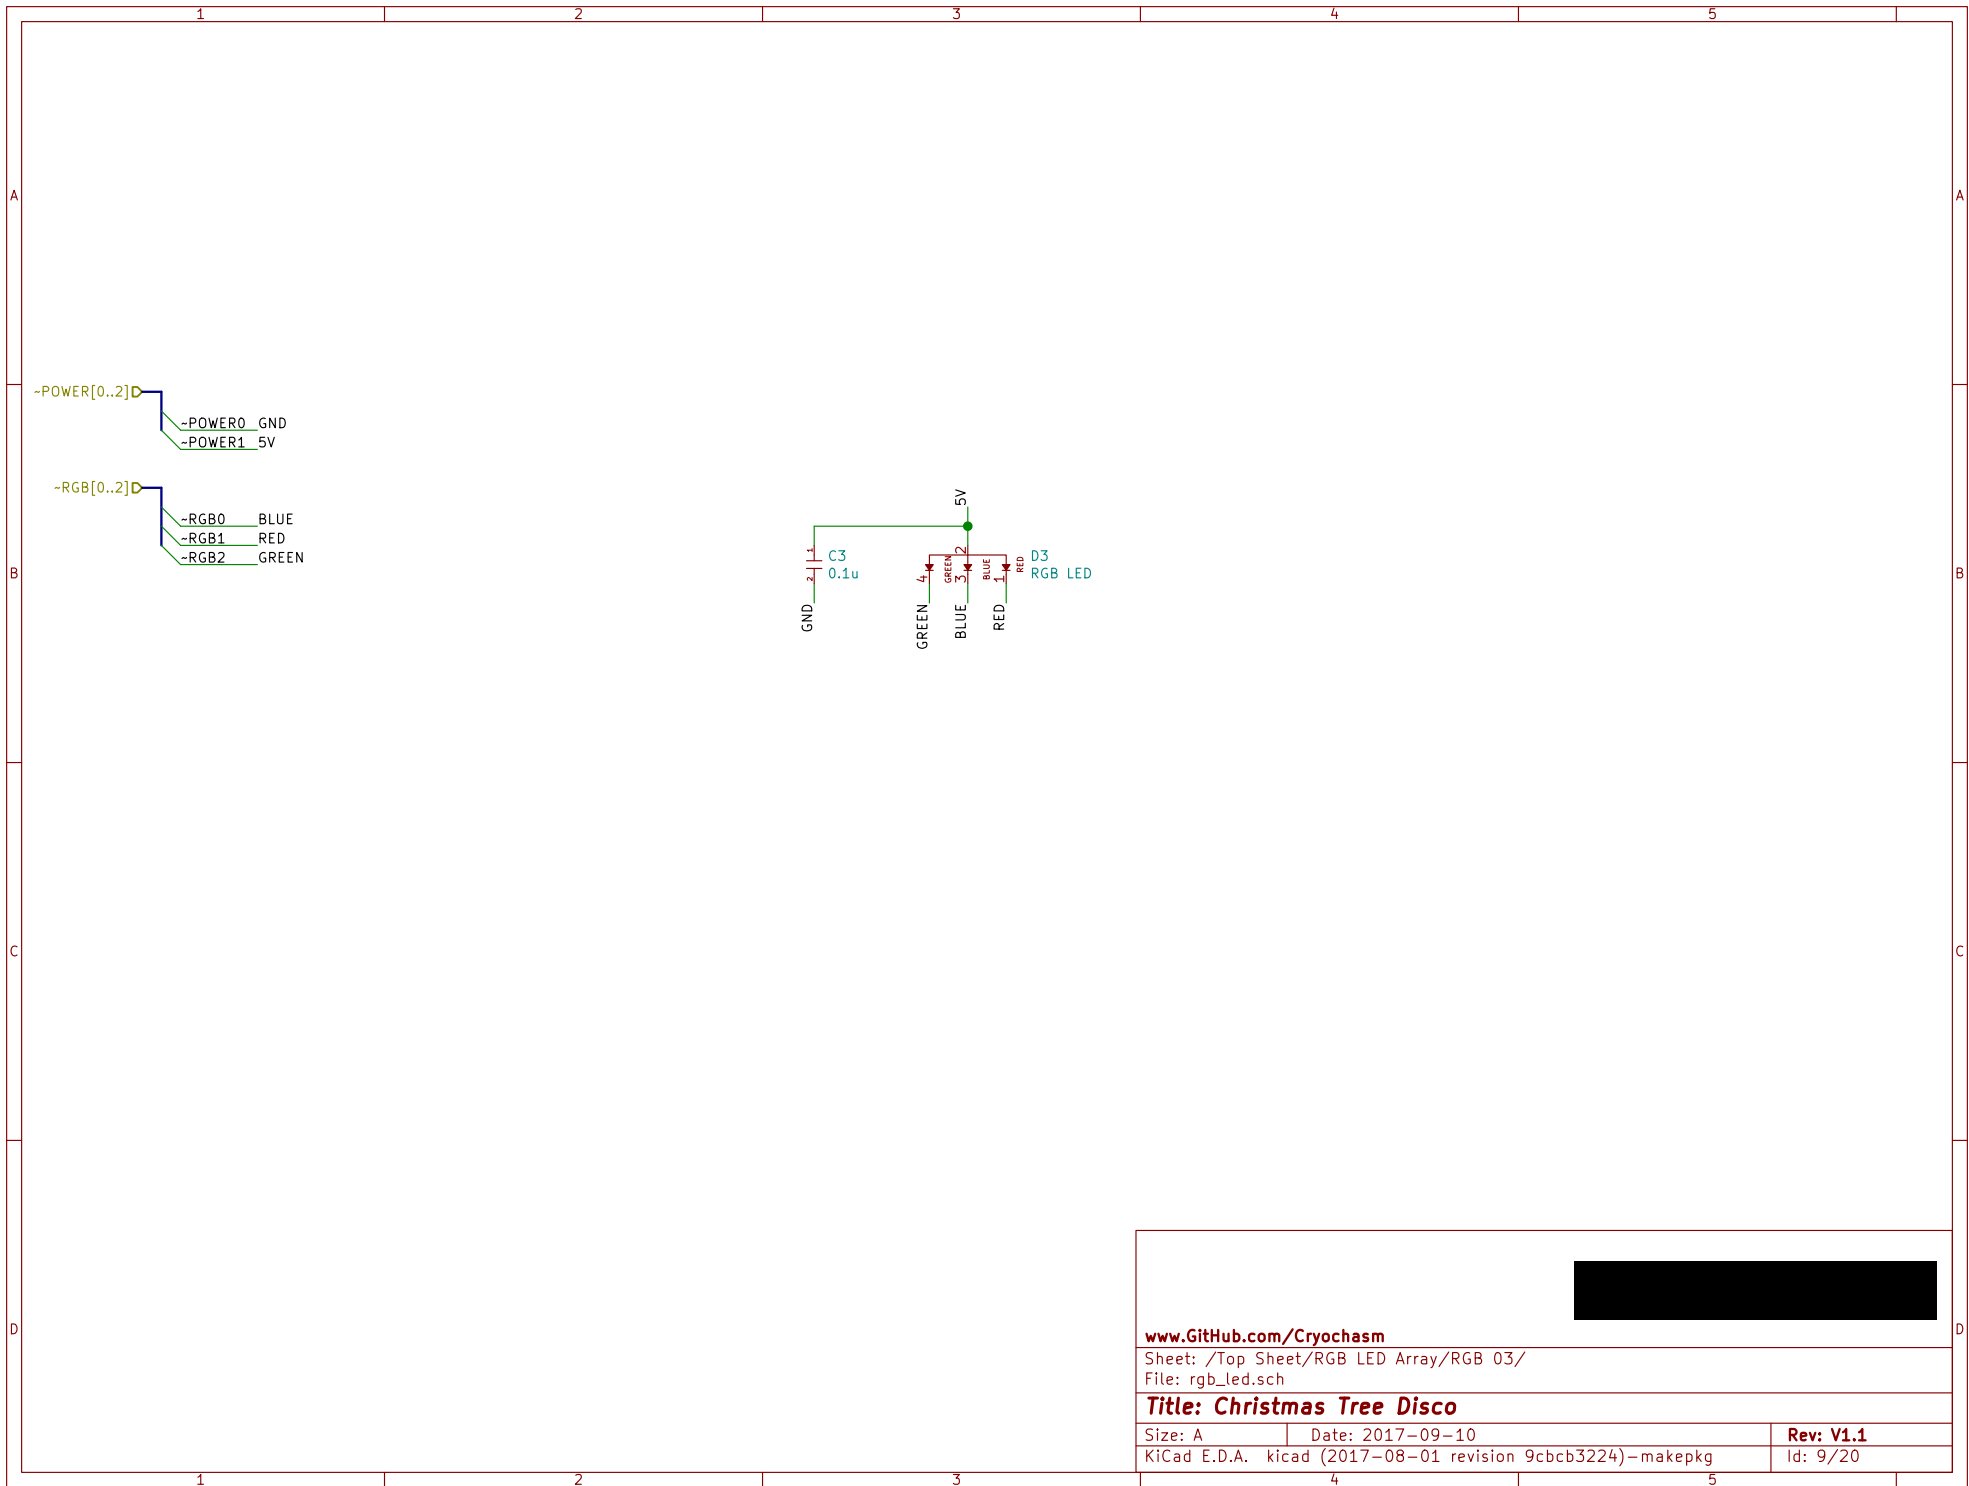 1 2 3 4 5
A A
~POWER[0..2]
~POWER0 GND
~POWER1 5V
~RGB[0..2]
~RGB0 BLUE
~RGB1 RED
~RGB2 GREEN
5V
1
2
C3
0.1u
GND
2
GREEN
BLUE
RED
4
3
1
D3
RGB LED
GREEN
BLUE
RED
B B
C C
D D
www.GitHub.com/Cryochasm
Sheet: /Top Sheet/RGB LED Array/RGB 03/
File: rgb_led.sch
Title: Christmas Tree Disco
Size: A Date: 2017-09-10 Rev: V1.1
KiCad E.D.A. kicad (2017-08-01 revision 9cbcb3224)-makepkg Id: 9/20
1 2 3 4 5